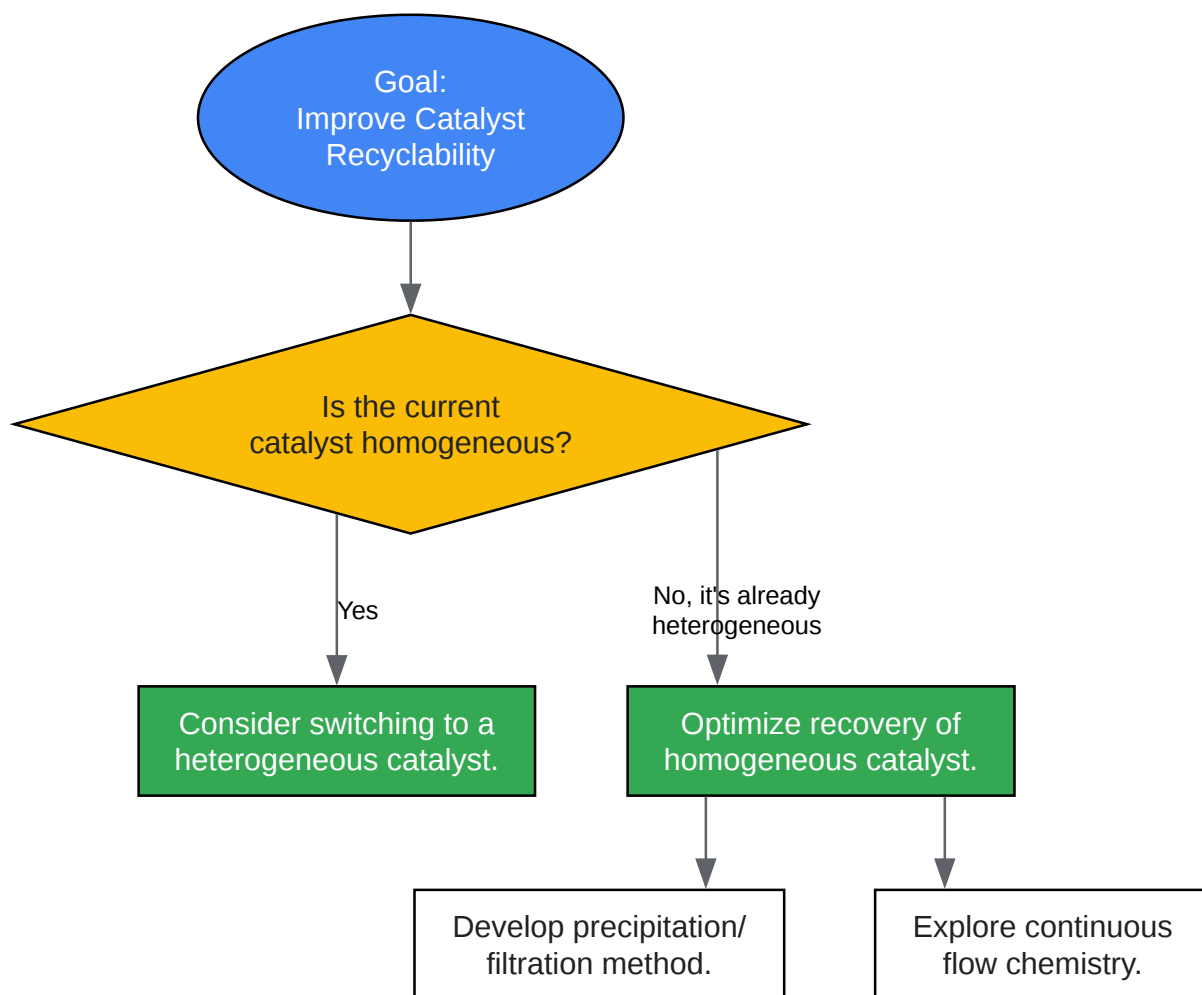 Goal:
Improve Catalyst
Recyclability
Is the current
catalyst homogeneous?
Yes
No, it's already
heterogeneous
Consider switching to a
heterogeneous catalyst.
Optimize recovery of
homogeneous catalyst.
Develop precipitation/
filtration method.
Explore continuous
flow chemistry.